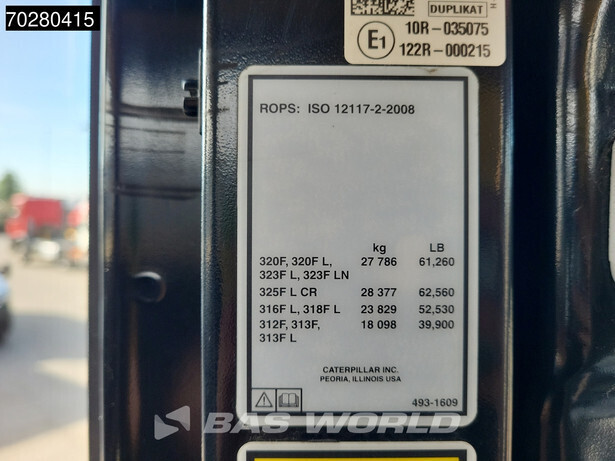 70280415
DUPLIKAT
E1
10R-035075
122R-000215
ROPS: ISO 12117-2-2008
kg LB
320F, 320F L, 27 786 61,260
323F L, 323F LN
325F L CR 28 377 62,560
316F L, 318F L 23 829 52,530
312F, 313F, 18 098 39,900
313F L
CATERPILLAR INC.
PEORIA, ILLINOIS USA
493-1609
BAS WORLD